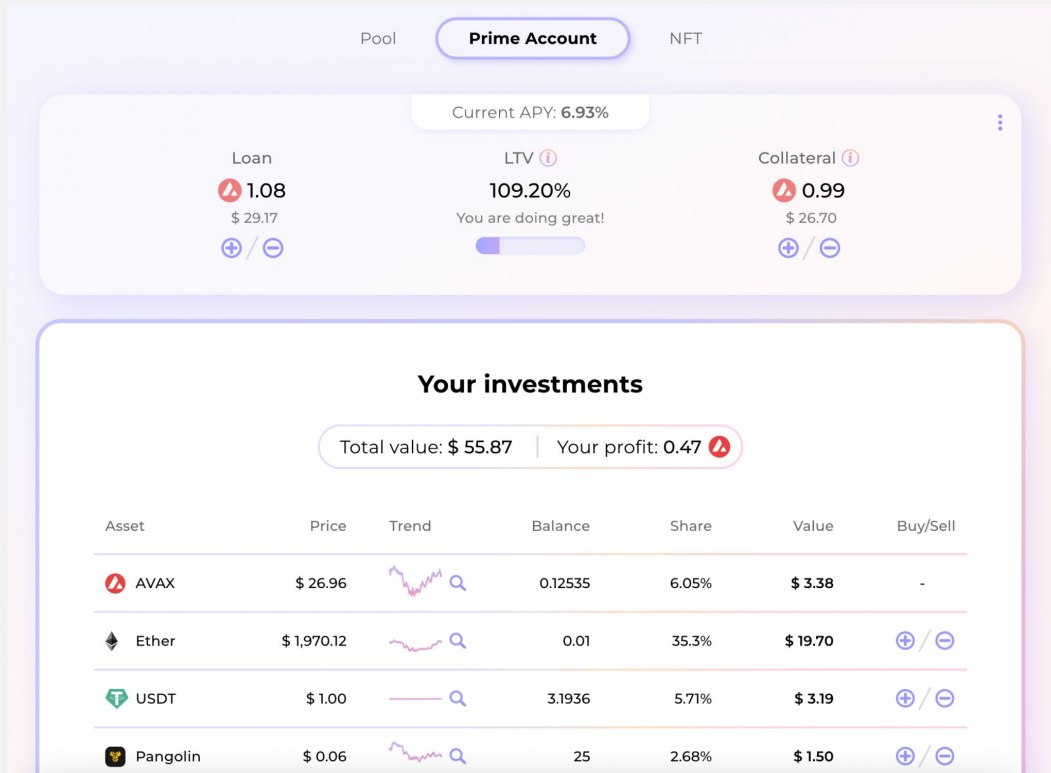 Pool Prime Account NFT
Current APY: 6.93%
Loan LTV Collateral
1.08 109.20% 0.99
$ 29.17 You are doing great! $ 26.70
Your investments
Total value: $ 55.87 Your profit: 0.47
Asset Price Trend Balance Share Value Buy/Sell
AVAX $ 26.96 0.12535 6.05% $ 3.38 -
Ether $ 1,970.12 0.01 35.3% $ 19.70
USDT $ 1.00 3.1936 5.71% $ 3.19
Pangolin $ 0.06 25 2.68% $ 1.50